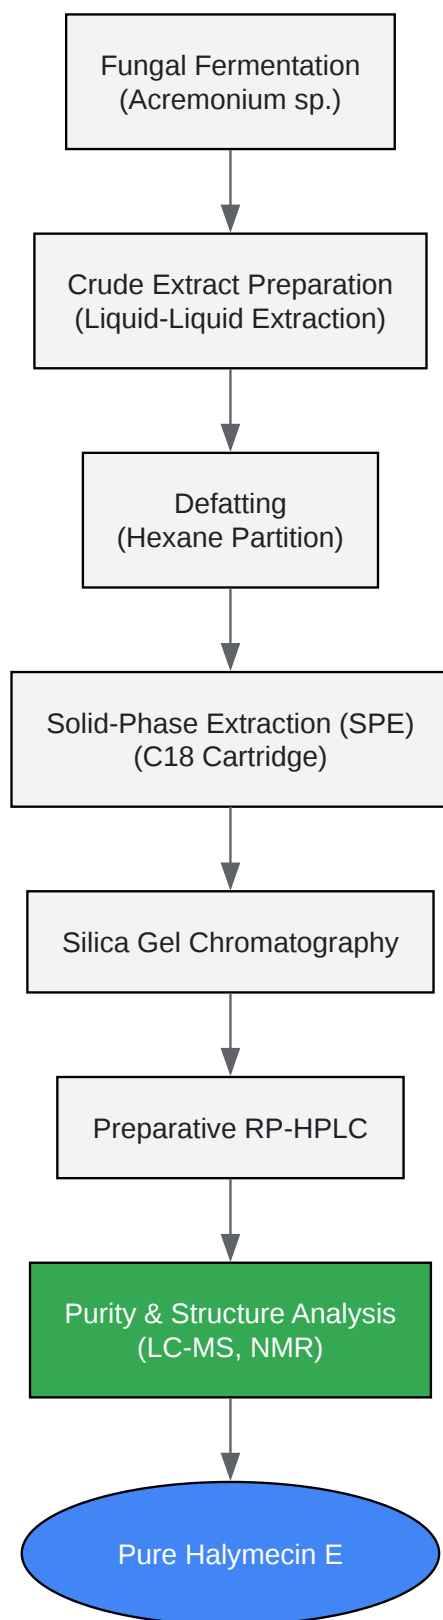 Fungal Fermentation
(Acremonium sp.)
Crude Extract Preparation
(Liquid-Liquid Extraction)
Defatting
(Hexane Partition)
Solid-Phase Extraction (SPE)
(C18 Cartridge)
Silica Gel Chromatography
Preparative RP-HPLC
Purity & Structure Analysis
(LC-MS, NMR)
Pure Halymecin E